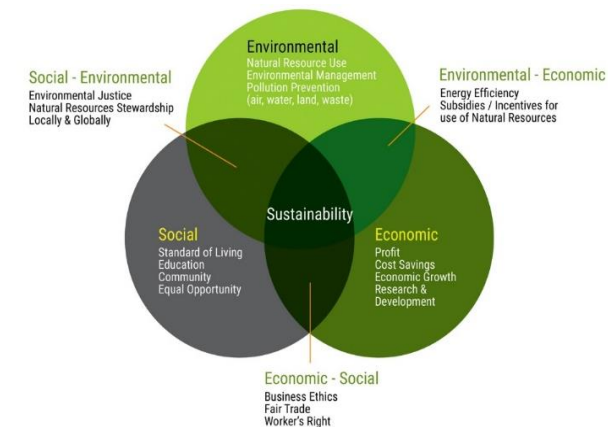 Environmental
Natural Resource Use
Environmental Management
Pollution Prevention
(air, water, land, waste)
Social - Environmental
Environmental Justice
Natural Resources Stewardship
Locally & Globally
Environmental - Economic
Energy Efficiency
Subsidies / Incentives for
use of Natural Resources
Sustainability
Social
Standard of Living
Education
Community
Equal Opportunity
Economic
Profit
Cost Savings
Economic Growth
Research &
Development
Economic - Social
Business Ethics
Fair Trade
Worker's Right